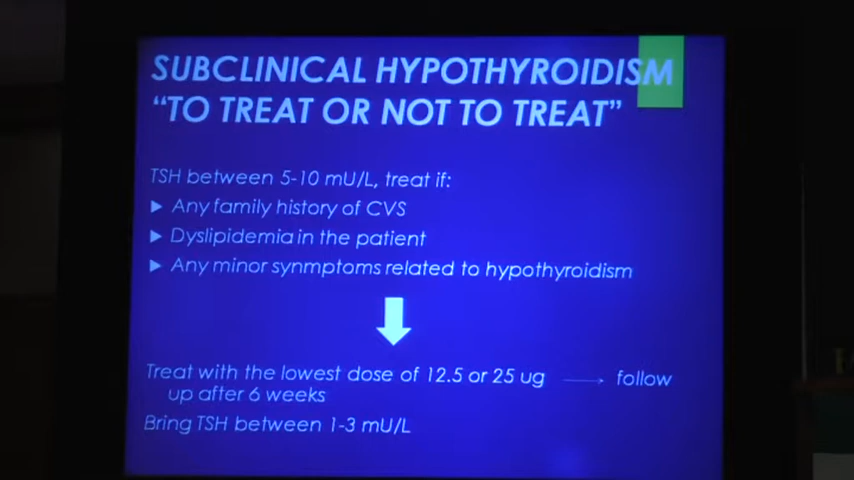 SUBCLINICAL HYPOTHYROIDISM
“TO TREAT OR NOT TO TREAT”
TSH between 5-10 mU/L, treat if:
Any family history of CVS
Dyslipidemia in the patient
Any minor synmptoms related to hypothyroidism
Treat with the lowest dose of 12.5 or 25 ug → follow
up after 6 weeks
Bring TSH between 1-3 mU/L